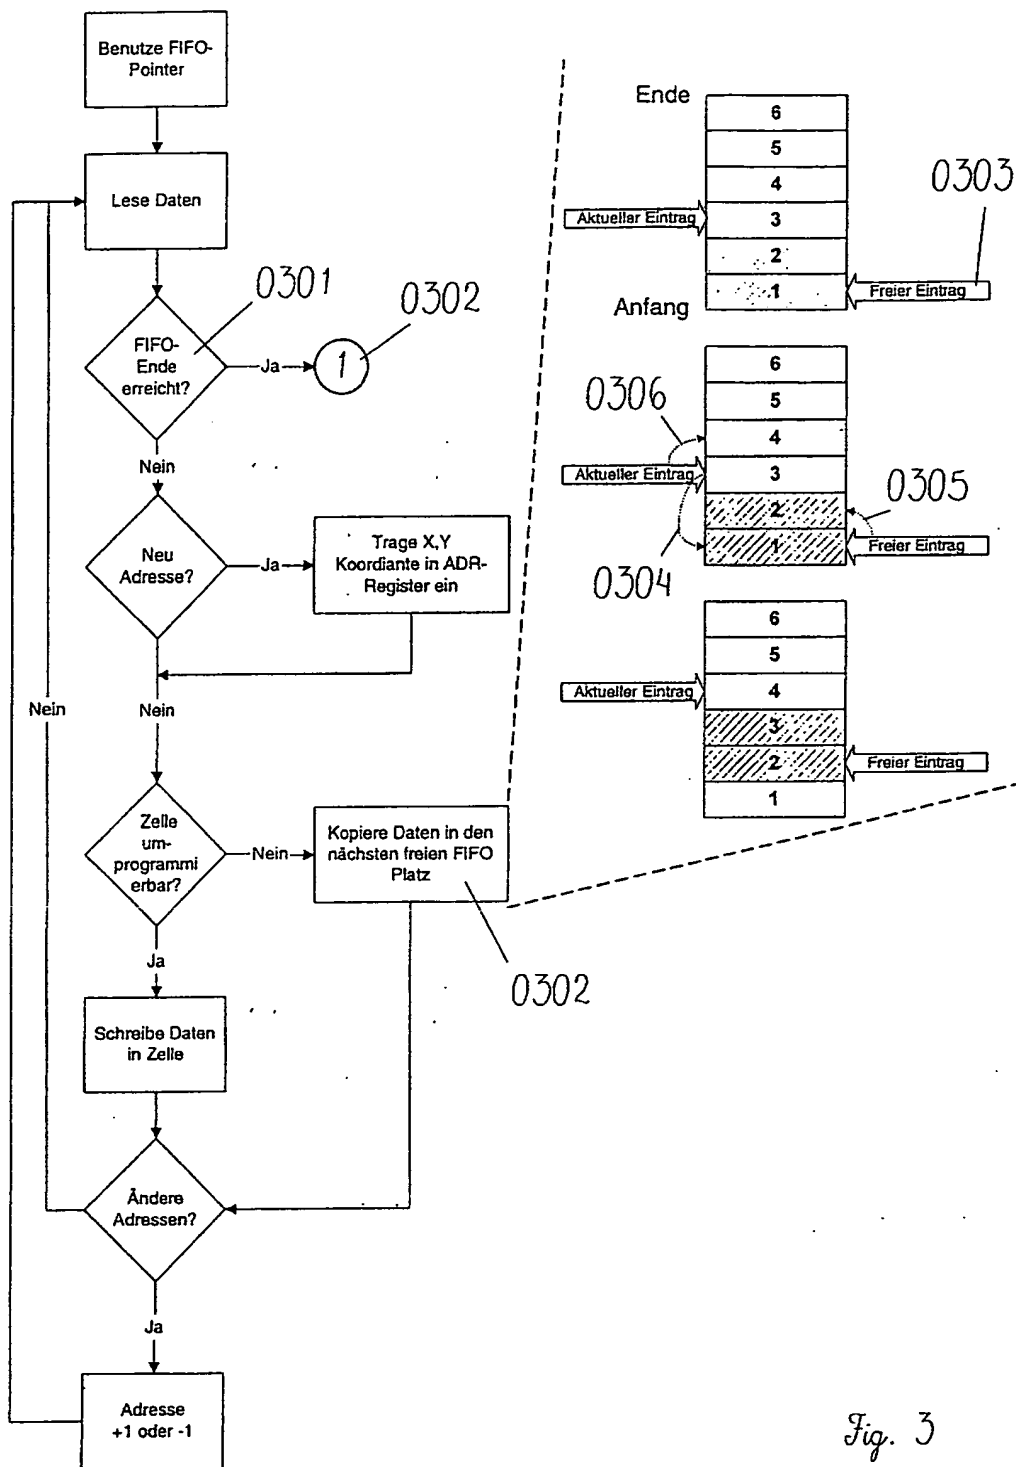 Benutze FIFO-
Pointer
Lese Daten
0301
FIFO-
Ende
erreicht?
Ja
0302
1
Nein
Neu
Adresse?
Ja
Trage X,Y
Koordiante in ADR-
Register ein
Nein
Nein
Zelle
um-
programmi
erbar?
Nein
Kopiere Daten in den
nächsten freien FIFO
Platz
0302
Ja
Schreibe Daten
in Zelle
Ändere
Adressen?
Ja
Adresse
+1 oder -1
Ende
6
5
4
3
2
1
Aktueller Eintrag
0303
Freier Eintrag
Anfang
6
5
4
3
2
1
0306
Aktueller Eintrag
0305
Freier Eintrag
0304
6
5
4
3
2
1
Aktueller Eintrag
Freier Eintrag
Fig. 3